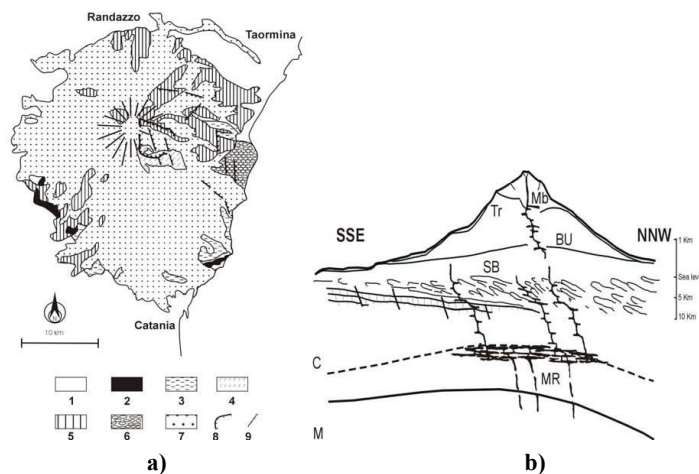 Randazzo
Taormina
Catania
10 km
1 2 3 4
5 6 7 8 9
a)
SSE
NNW
Tr
Mb
BU
SB
1 Km
Sea lev
5 Km
10 Km
C
MR
M
b)